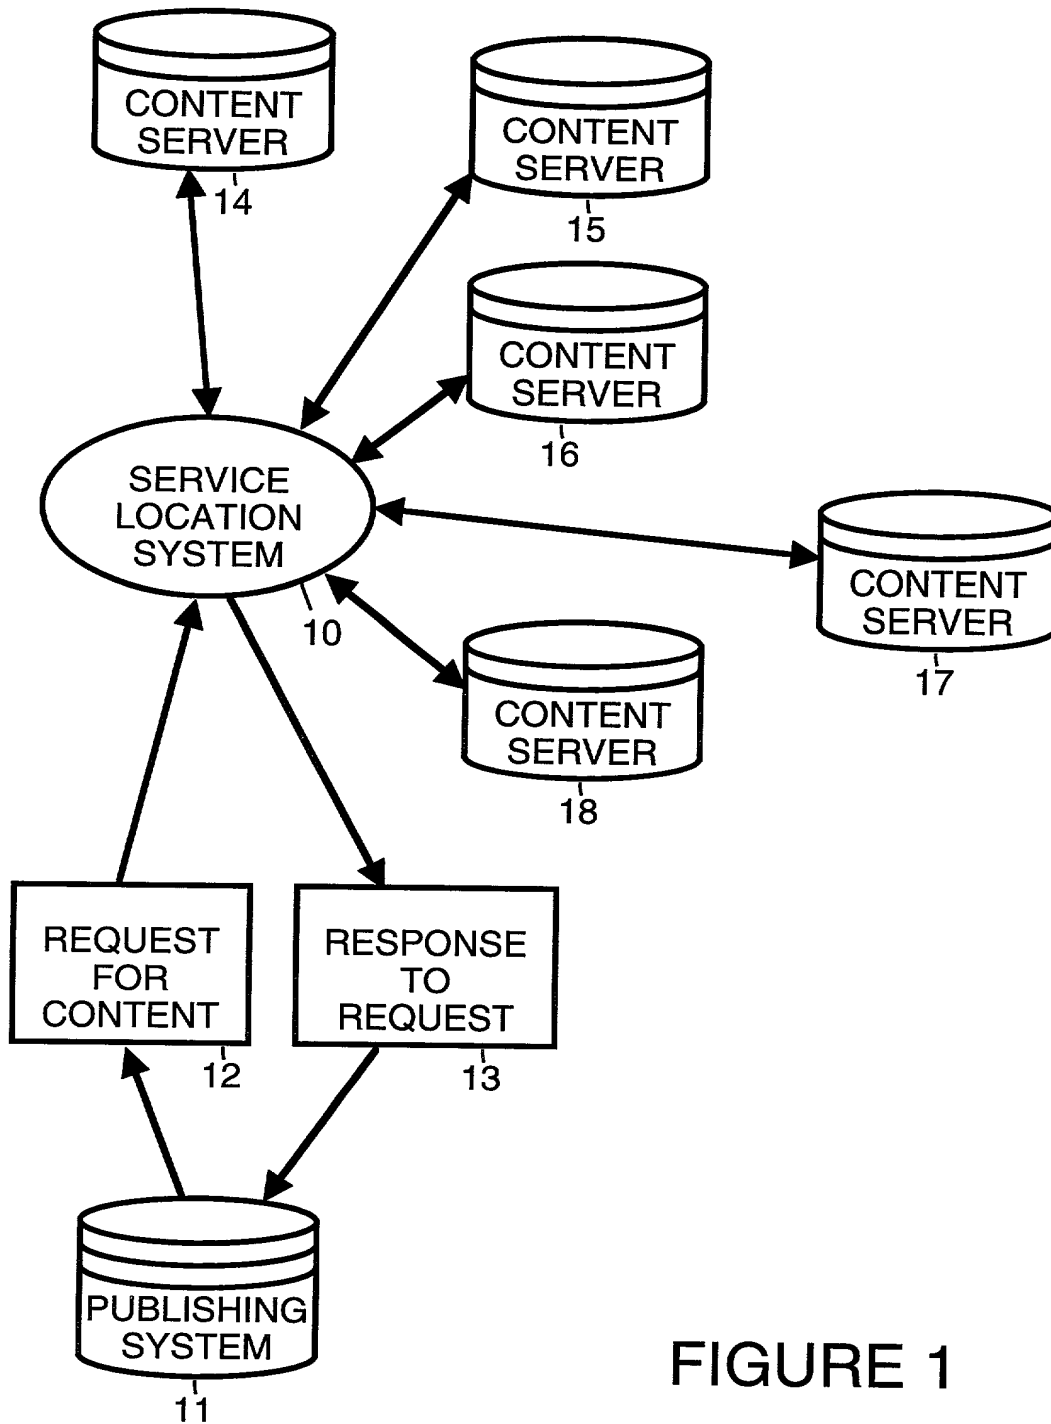 CONTENT
SERVER
14
CONTENT
SERVER
15
CONTENT
SERVER
16
SERVICE
LOCATION
SYSTEM
10
CONTENT
SERVER
17
CONTENT
SERVER
18
REQUEST
FOR
CONTENT
12
RESPONSE
TO
REQUEST
13
PUBLISHING
SYSTEM
11
FIGURE 1